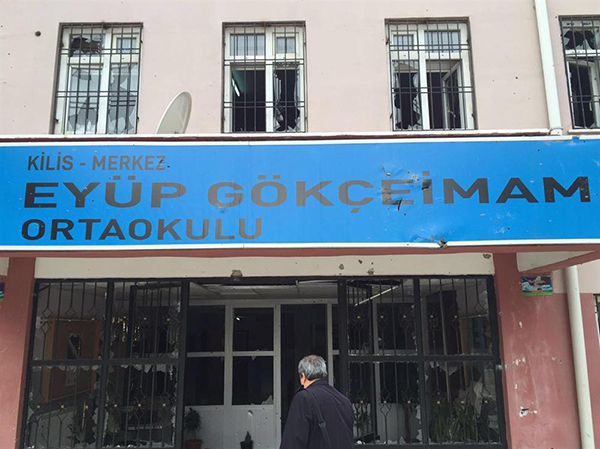 KİLİS - MERKEZ
EYÜP GÖKÇEİMAM
ORTAOKULU